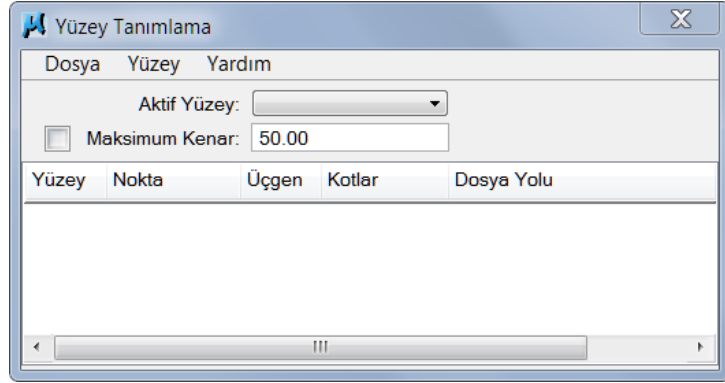 Yüzey Tanımlama
Dosya Yüzey Yardım
Aktif Yüzey:
Maksimum Kenar: 50.00
Yüzey Nokta Üçgen Kotlar Dosya Yolu